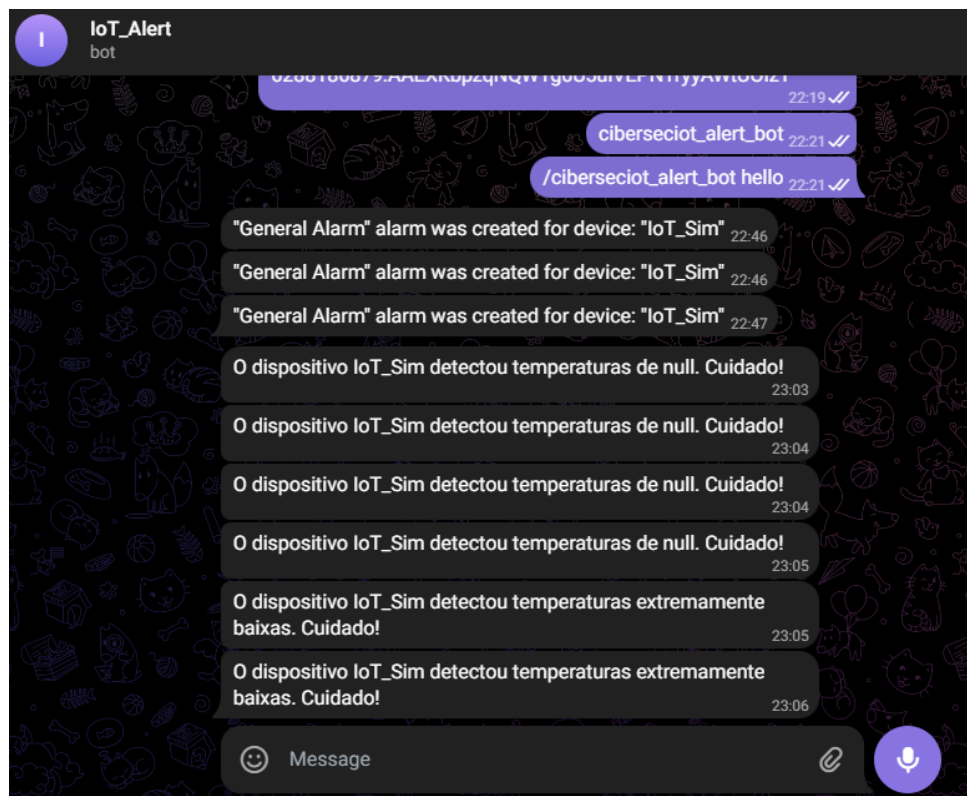 I
IoT_Alert
bot
22:19
ciberseciot_alert_bot 22:21
/ciberseciot_alert_bot hello 22:21
"General Alarm" alarm was created for device: "IoT_Sim" 22:46
"General Alarm" alarm was created for device: "IoT_Sim" 22:46
"General Alarm" alarm was created for device: "IoT_Sim" 22:47
O dispositivo IoT_Sim detectou temperaturas de null. Cuidado!
23:03
O dispositivo IoT_Sim detectou temperaturas de null. Cuidado!
23:04
O dispositivo IoT_Sim detectou temperaturas de null. Cuidado!
23:04
O dispositivo IoT_Sim detectou temperaturas de null. Cuidado!
23:05
O dispositivo IoT_Sim detectou temperaturas extremamente
baixas. Cuidado!
23:05
O dispositivo IoT_Sim detectou temperaturas extremamente
baixas. Cuidado!
23:06
Message